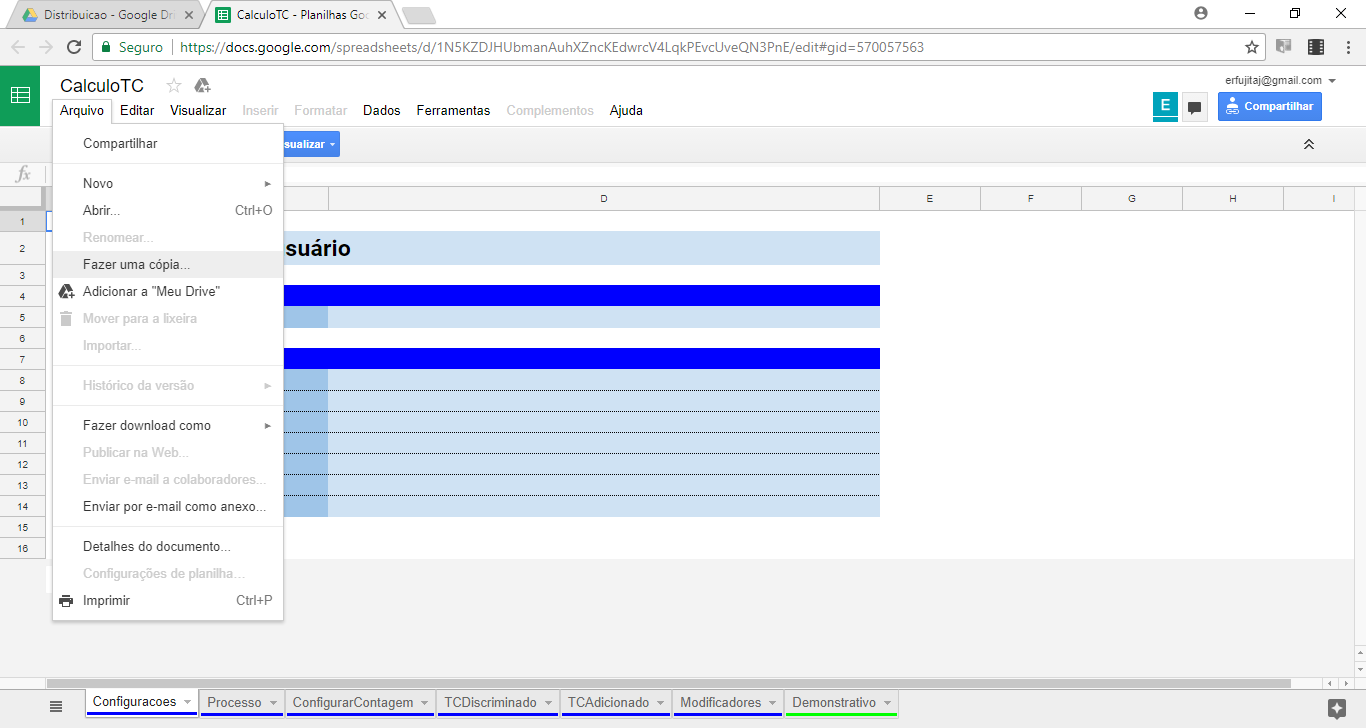 Distribuicao - Google Dr
CalculoTC - Planilhas Goo
Seguro
https://docs.google.com/spreadsheets/d/1N5KZDJHUbmanAuhXZncKEdwrcV4LqkPEvcUveQN3PnE/edit#gid=570057563
CalculoTC
erfujitaj@gmail.com
Arquivo Editar Visualizar Inserir Formatar Dados Ferramentas Complementos Ajuda
E
Compartilhar
sualizar
fx
D E F G H I
suário
1
2
3
4
5
6
7
8
9
10
11
12
13
14
15
16
Compartilhar
Novo
Abrir... Ctrl+O
Renomear...
Fazer uma cópia...
Adicionar a "Meu Drive"
Mover para a lixeira
Importar...
Histórico da versão
Fazer download como
Publicar na Web...
Enviar e-mail a colaboradores...
Enviar por e-mail como anexo...
Detalhes do documento...
Configurações de planilha...
Imprimir Ctrl+P
Configuracoes Processo ConfigurarContagem TCDiscriminado TCAdicionado Modificadores Demonstrativo